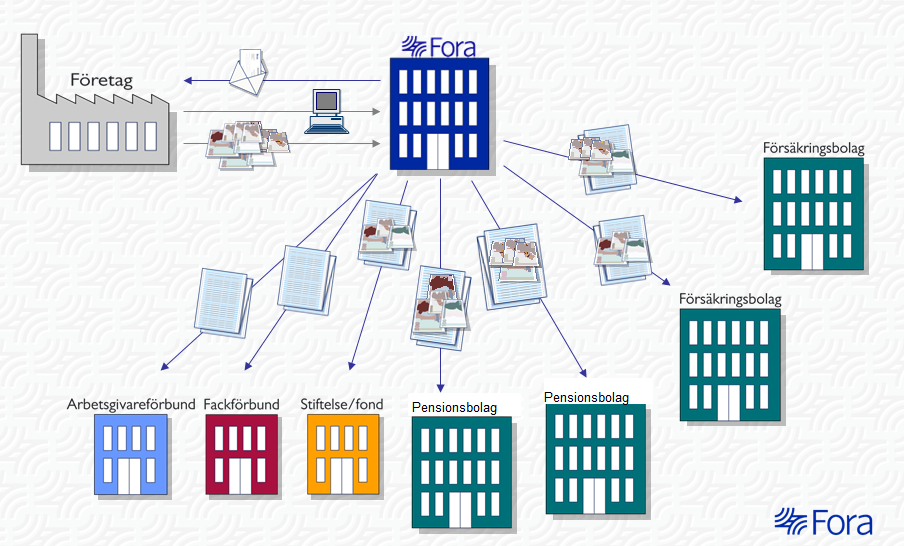 Fora
Företag
Försäkringsbolag
Försäkringsbolag
Arbetsgivareförbund
Fackförbund
Stiftelse/fond
Pensionsbolag
Pensionsbolag
Fora